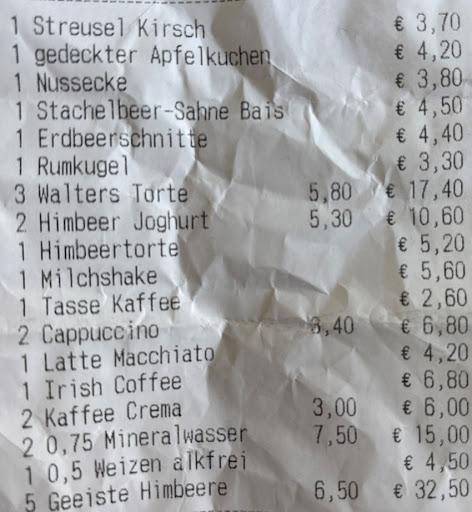 1 Streusel Kirsch € 3,70
1 gedeckter Apfelkuchen € 4,20
1 Nussecke € 3,80
1 Stachelbeer-Sahne Bais € 4,50
1 Erdbeerschnitte € 4,40
1 Rumkugel € 3,30
3 Walters Torte 5,80 € 17,40
2 Himbeer Joghurt 5,30 € 10,60
1 Himbeertorte € 5,20
1 Milchshake € 5,60
1 Tasse Kaffee € 2,60
2 Cappuccino 3,40 € 6,80
1 Latte Macchiato € 4,20
1 Irish Coffee € 6,80
2 Kaffee Crema 3,00 € 6,00
2 0,75 Mineralwasser 7,50 € 15,00
1 0,5 Weizen alkfrei € 4,50
5 Geeiste Himbeere 6,50 € 32,50